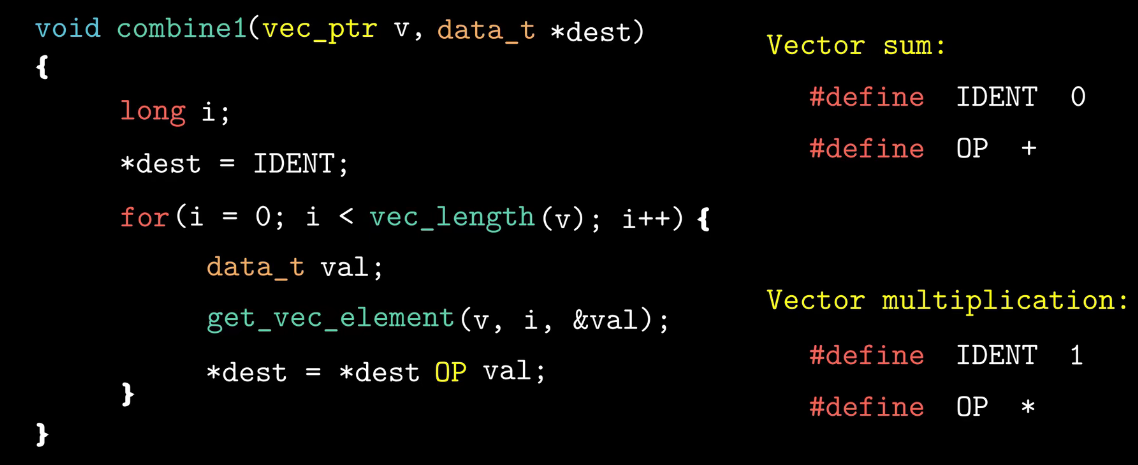 void combine1(vec_ptr v, data_t *dest)
{
long i;
*dest = IDENT;
for(i = 0; i < vec_length(v); i++) {
data_t val;
get_vec_element(v, i, &val);
*dest = *dest OP val;
}
}
Vector sum:
#define IDENT 0
#define OP +
Vector multiplication:
#define IDENT 1
#define OP *